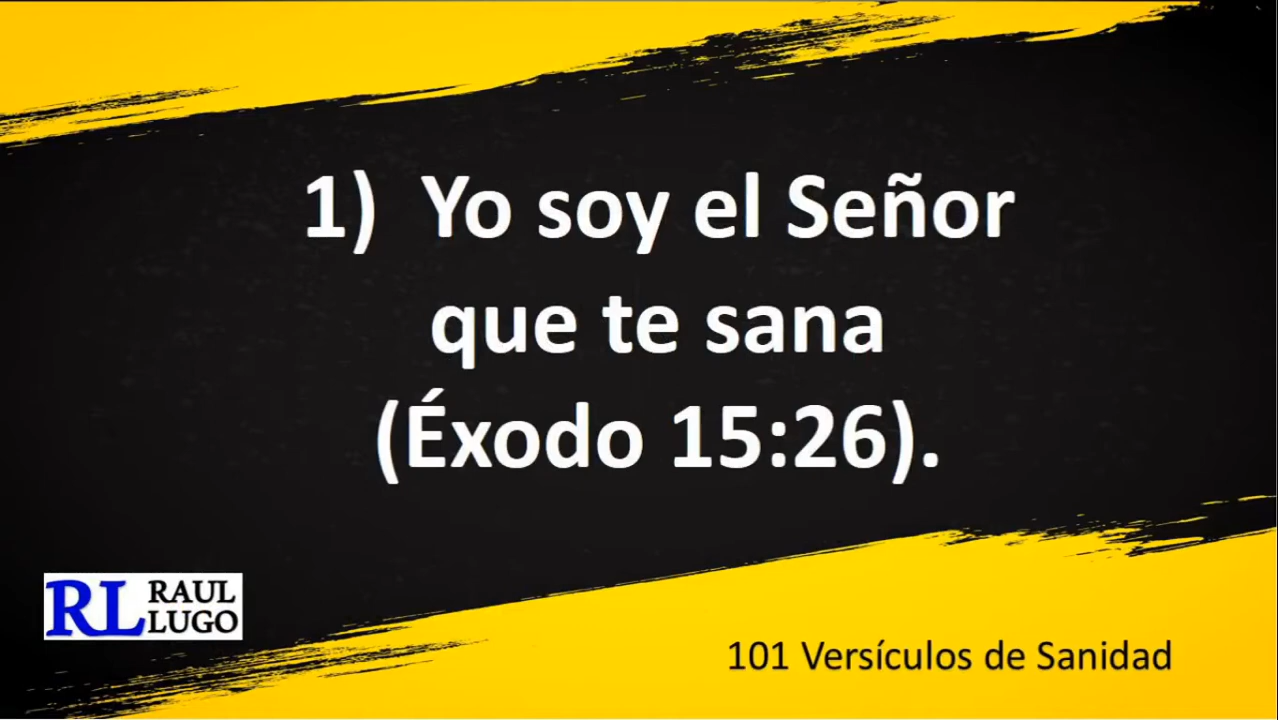 1) Yo soy el Señor
que te sana
(Éxodo 15:26).
RL RAUL
LUGO
101 Versículos de Sanidad